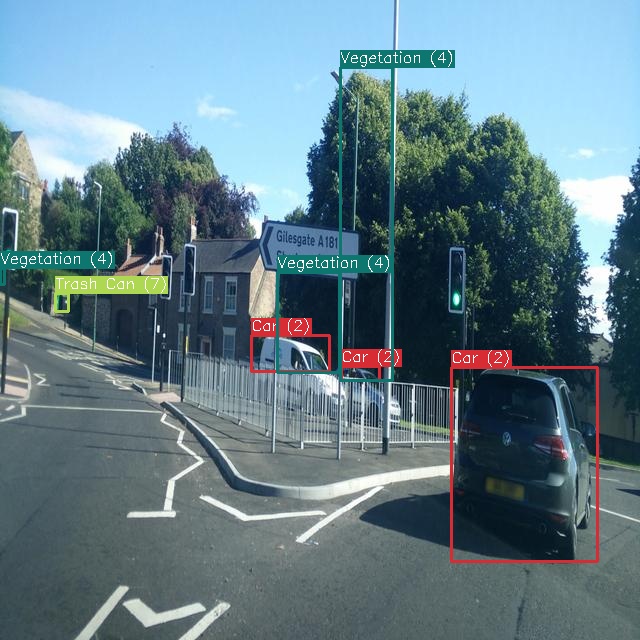 Vegetation (4)
Vegetation (4)
Trash Can (7)
Gilesgate A181
Vegetation (4)
Car (2)
Car (2)
Car (2)